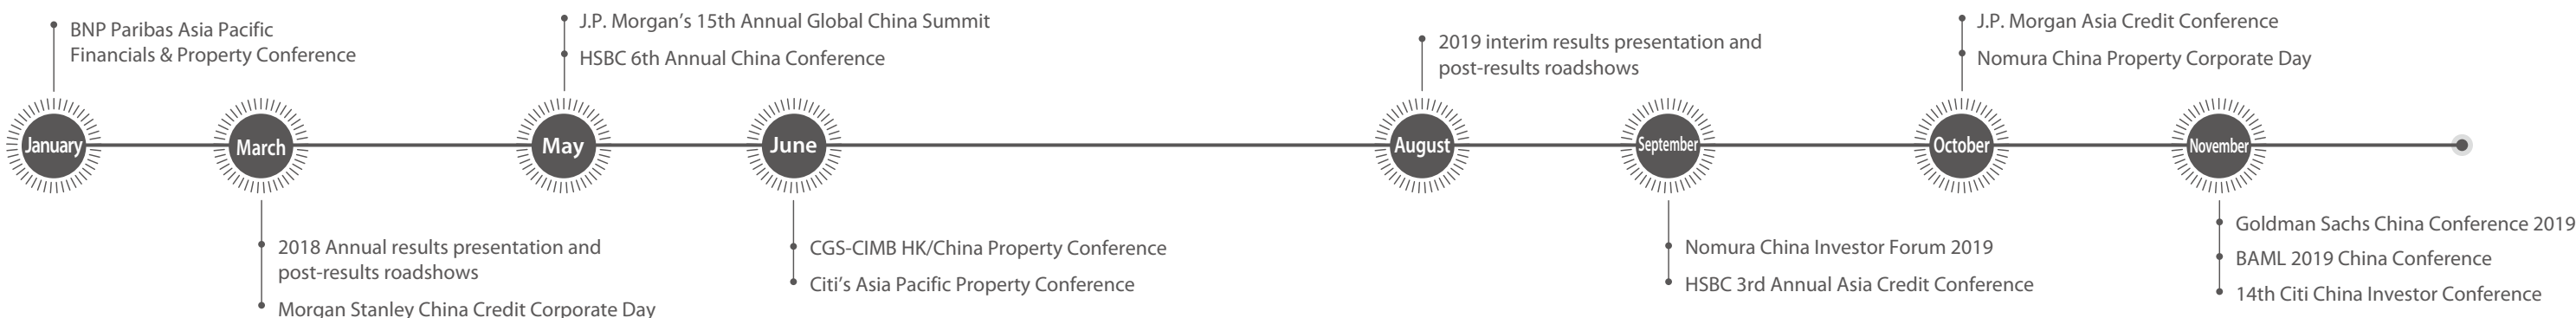 January
BNP Paribas Asia Pacific
Financials & Property Conference
March
2018 Annual results presentation and
post-results roadshows
Morgan Stanley China Credit Corporate Day
May
J.P. Morgan’s 15th Annual Global China Summit
HSBC 6th Annual China Conference
June
CGS-CIMB HK/China Property Conference
Citi’s Asia Pacific Property Conference
August
2019 interim results presentation and
post-results roadshows
September
Nomura China Investor Forum 2019
HSBC 3rd Annual Asia Credit Conference
October
J.P. Morgan Asia Credit Conference
Nomura China Property Corporate Day
November
Goldman Sachs China Conference 2019
BAML 2019 China Conference
14th Citi China Investor Conference